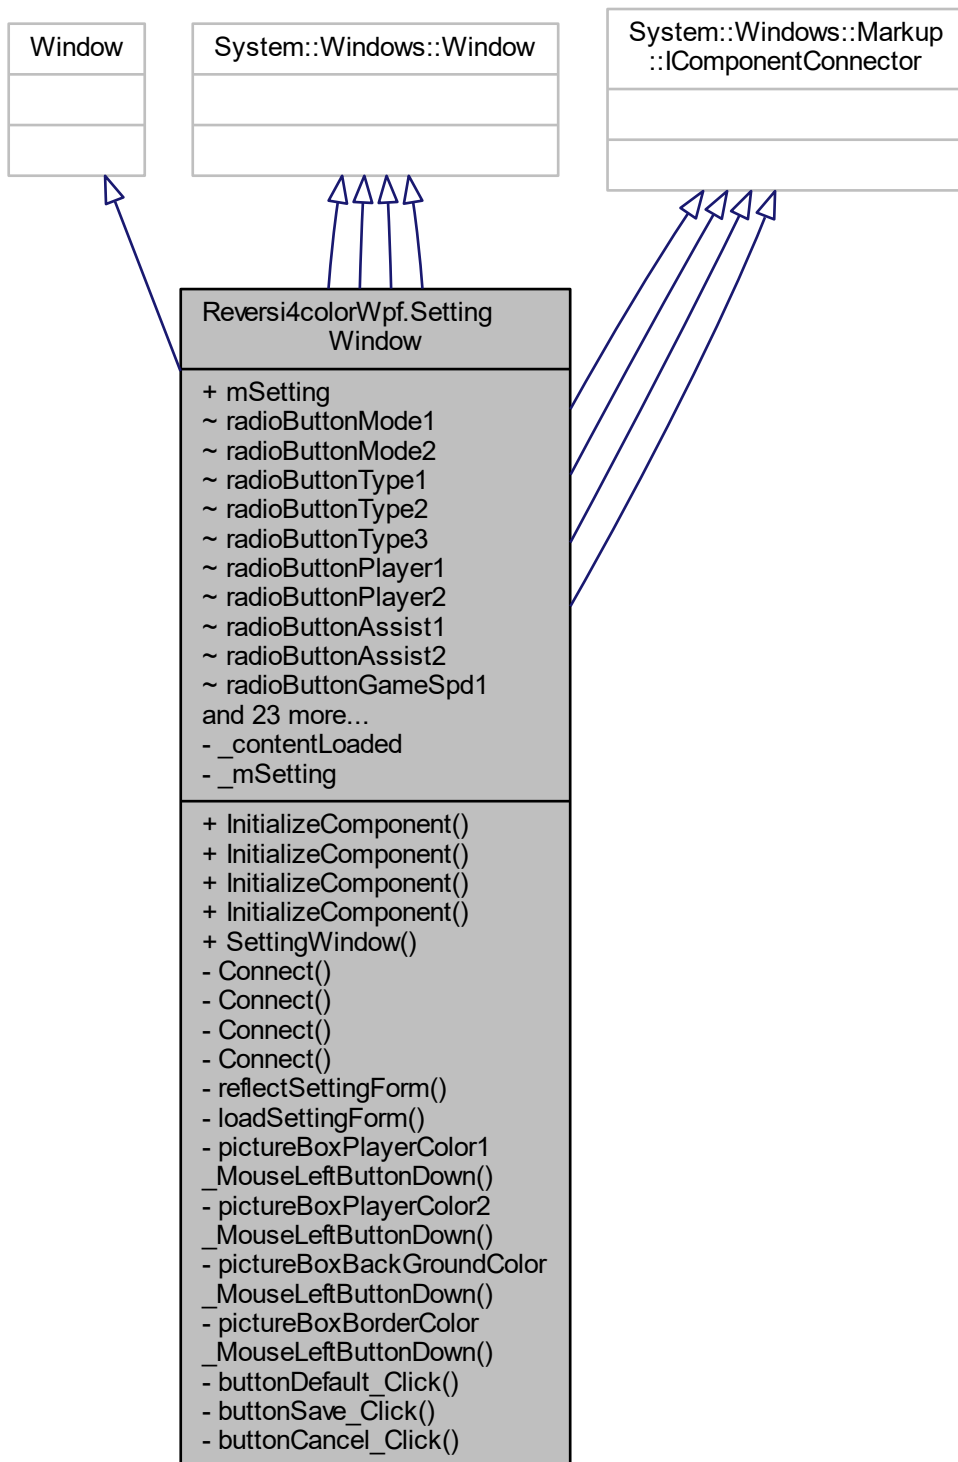 Window
System::Windows::Window
System::Windows::Markup
::IComponentConnector
Reversi4colorWpf.Setting
Window
+ mSetting
~ radioButtonMode1
~ radioButtonMode2
~ radioButtonType1
~ radioButtonType2
~ radioButtonType3
~ radioButtonPlayer1
~ radioButtonPlayer2
~ radioButtonAssist1
~ radioButtonAssist2
~ radioButtonGameSpd1
and 23 more...
- _contentLoaded
- _mSetting
+ InitializeComponent()
+ InitializeComponent()
+ InitializeComponent()
+ InitializeComponent()
+ SettingWindow()
- Connect()
- Connect()
- Connect()
- Connect()
- reflectSettingForm()
- loadSettingForm()
- pictureBoxPlayerColor1
_MouseLeftButtonDown()
- pictureBoxPlayerColor2
_MouseLeftButtonDown()
- pictureBoxBackGroundColor
_MouseLeftButtonDown()
- pictureBoxBorderColor
_MouseLeftButtonDown()
- buttonDefault_Click()
- buttonSave_Click()
- buttonCancel_Click()